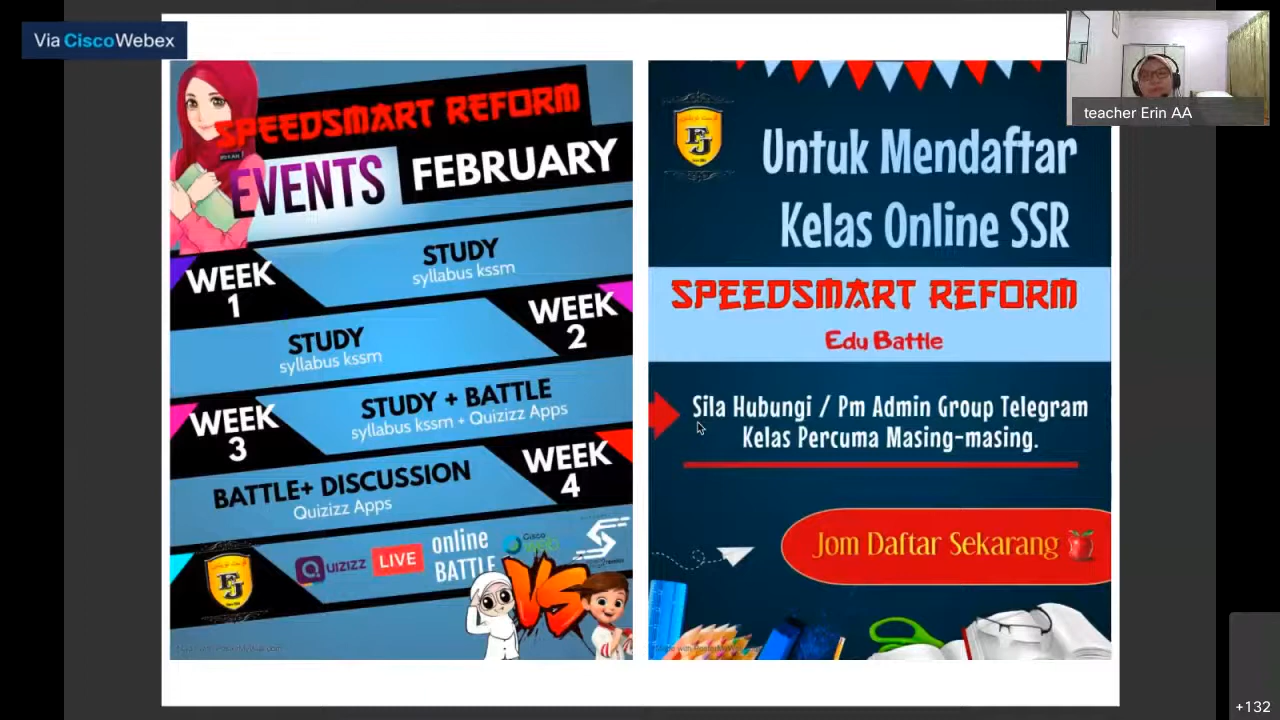 Via CiscoWebex
teacher Erin AA
SPEEDSMART REFORM
EVENTS
FEBRUARY
WEEK
1
STUDY
syllabus kssm
WEEK
2
STUDY
syllabus kssm
WEEK
3
STUDY + BATTLE
syllabus kssm + Quizizz Apps
WEEK
4
BATTLE+ DISCUSSION
Quizizz Apps
QUIZIZZ
LIVE
online
BATTLE
Cisco
VS
FJ
FJ
Untuk Mendaftar
Kelas Online SSR
SPEEDSMART REFORM
Edu Battle
Sila Hubungi / Pm Admin Group Telegram
Kelas Percuma Masing-masing.
Jom Daftar Sekarang
+132